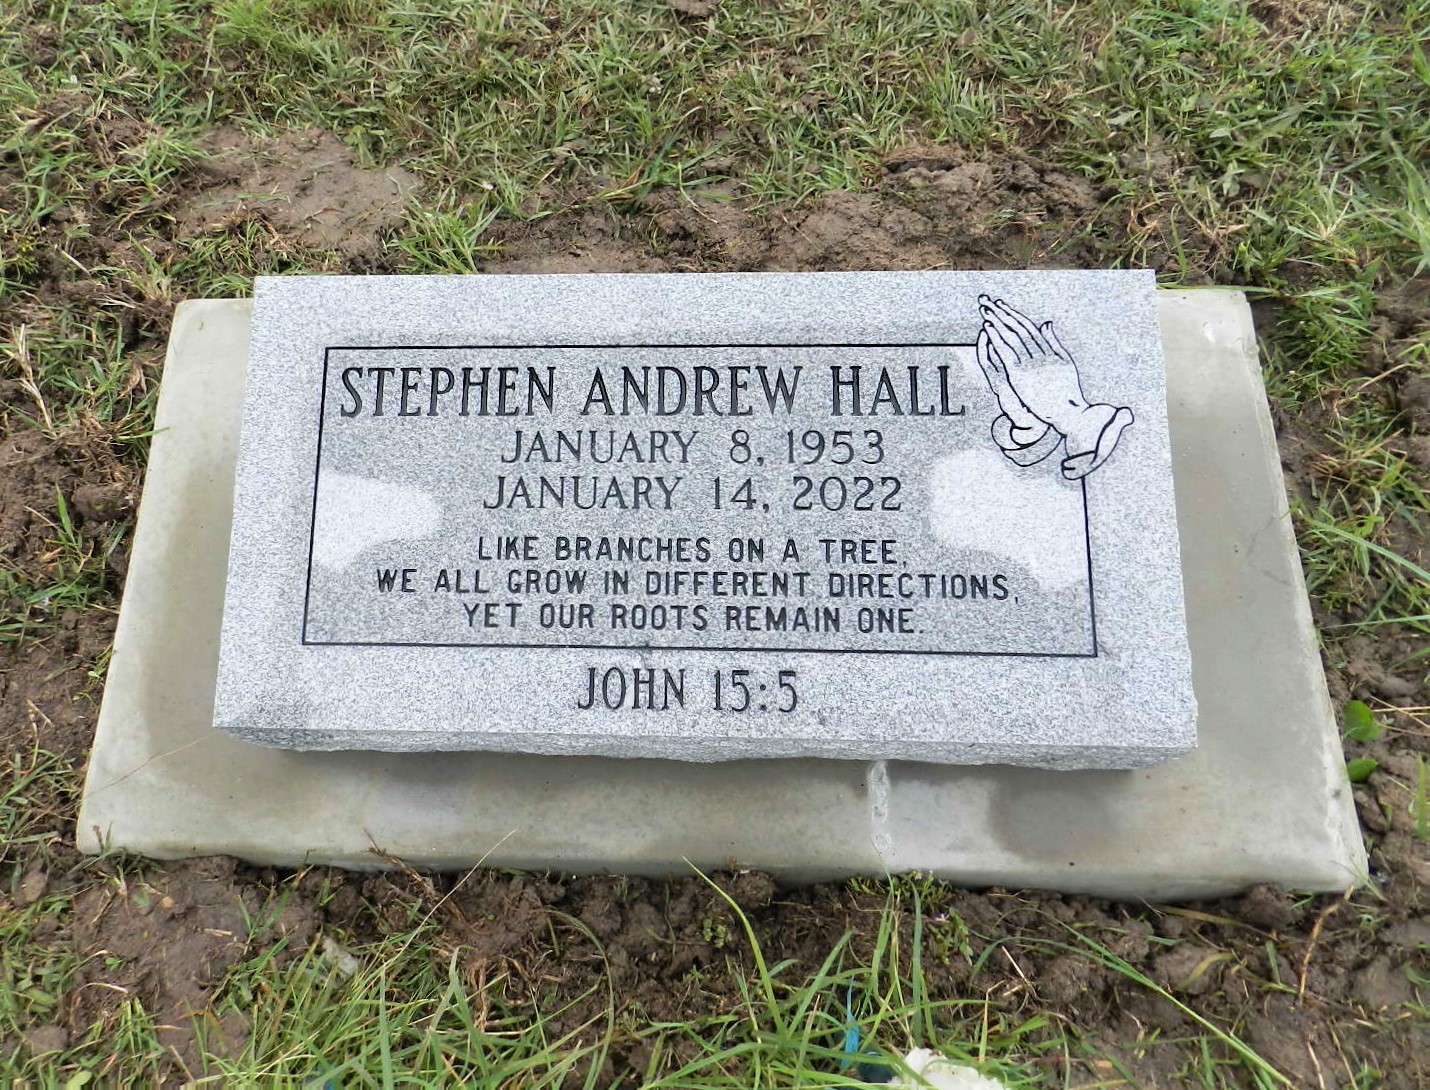 STEPHEN ANDREW HALL
JANUARY 8, 1953
JANUARY 14, 2022
LIKE BRANCHES ON A TREE,
WE ALL GROW IN DIFFERENT DIRECTIONS,
YET OUR ROOTS REMAIN ONE.
JOHN 15:5